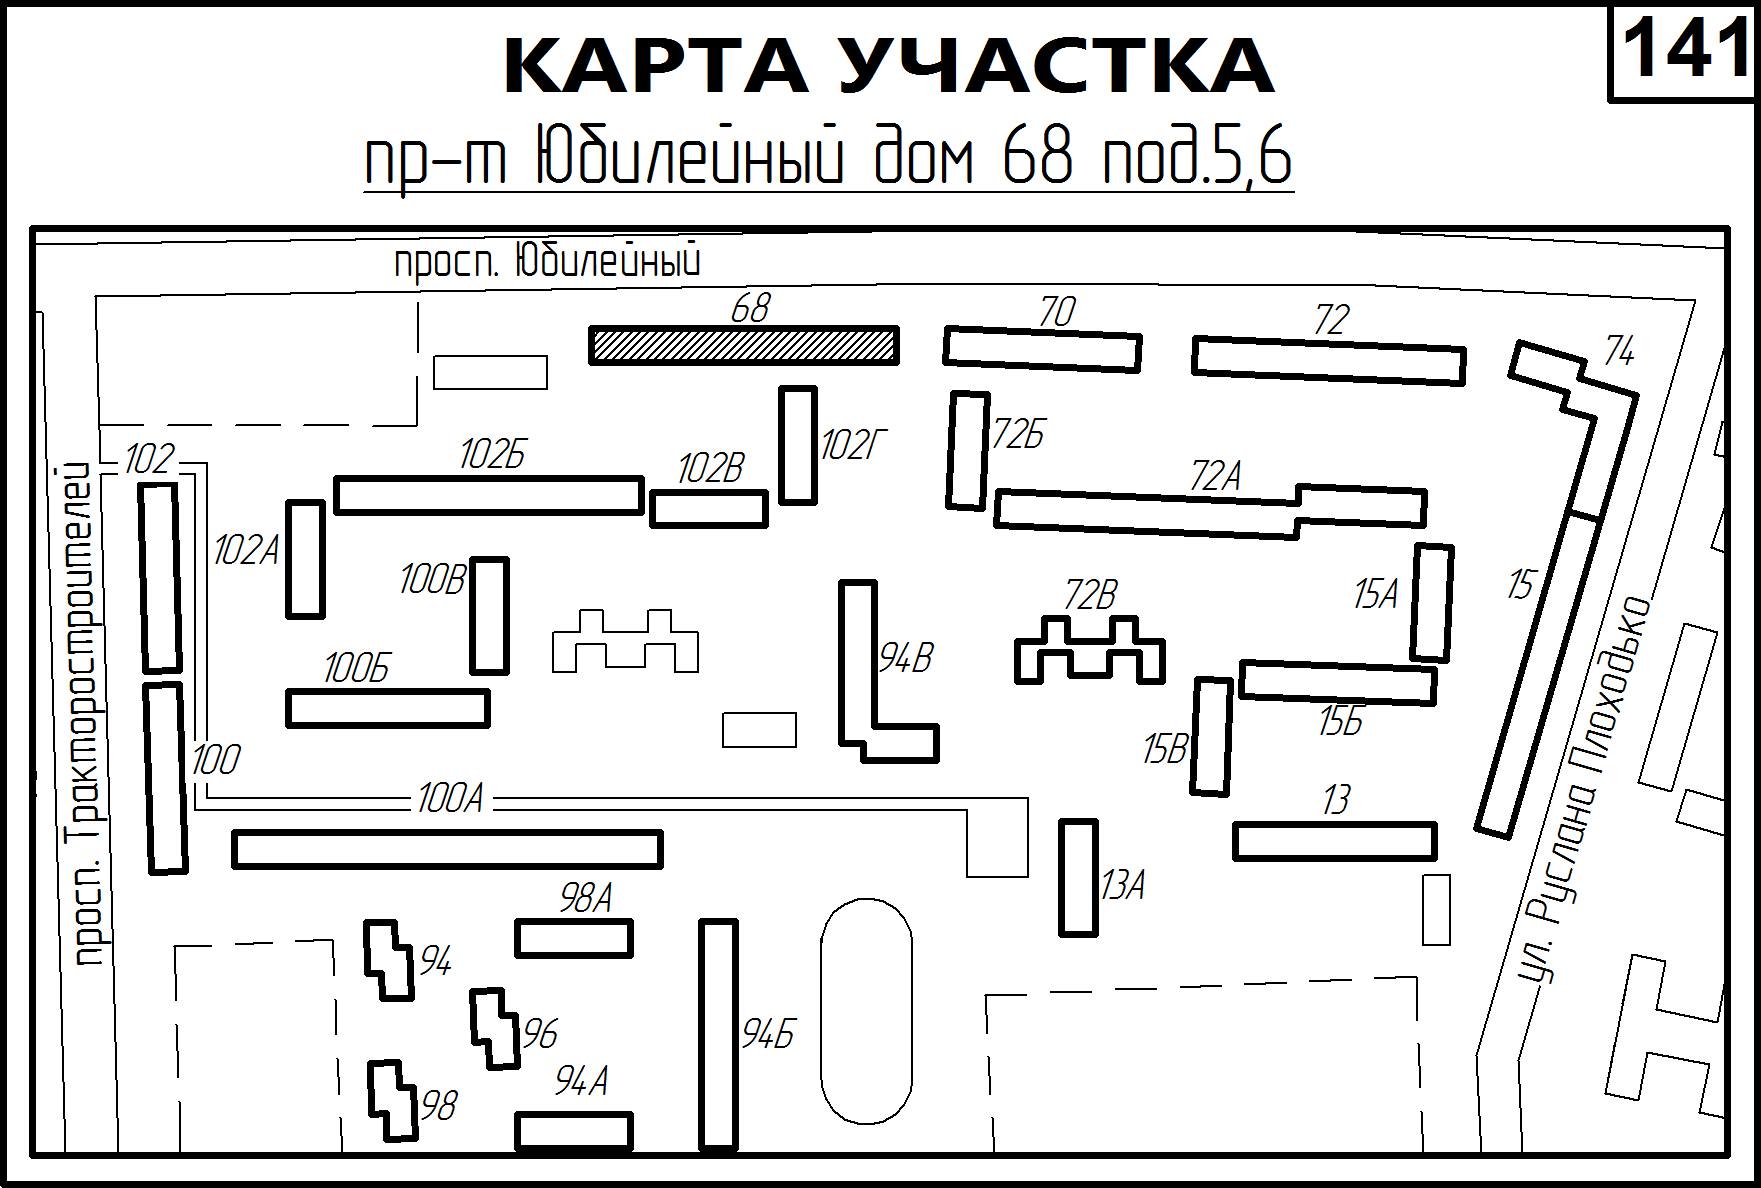 141
КАРТА УЧАСТКА
пр-т Юбилейный дом 68 под.5,6
просп. Юбилейный
68
70
72
74
102
102Б
102В
102Г
72Б
72А
102А
100В
15А
15
72В
94В
100Б
15Б
15В
100
100А
13
13А
98А
94
96
94Б
94А
98
просп. Тракторостроителей
ул. Руслана Плоходько